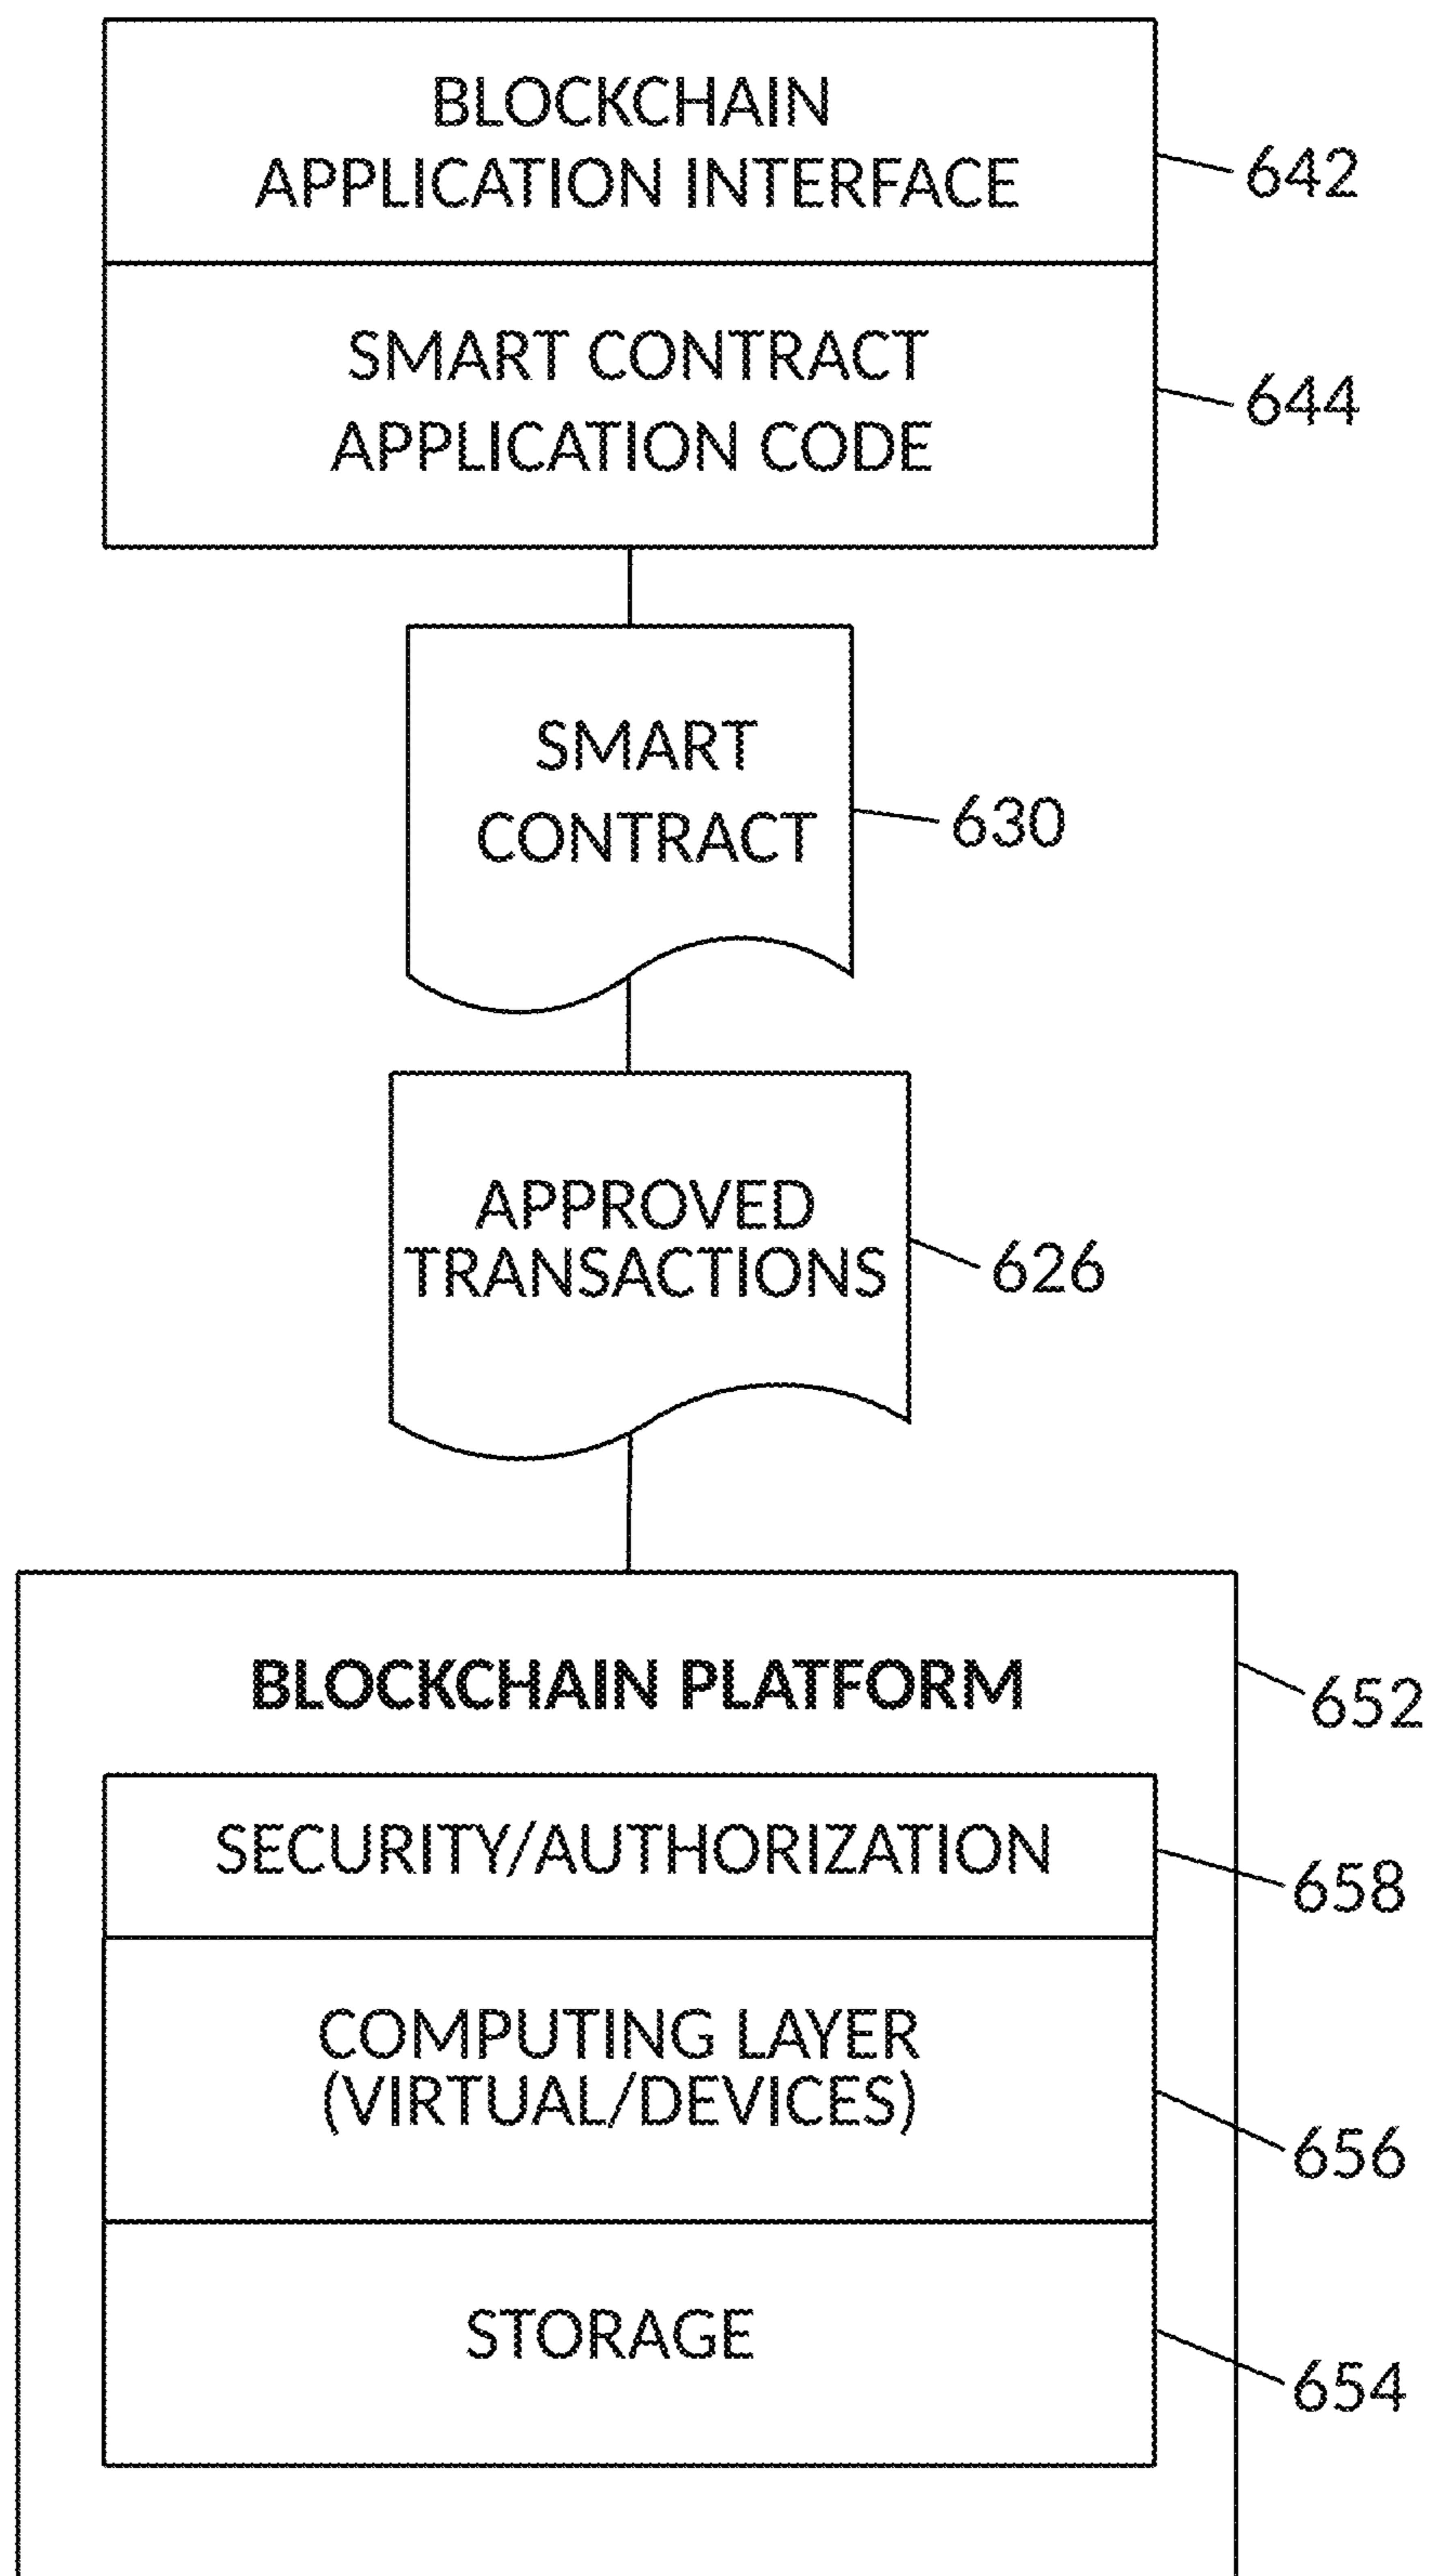 BLOCKCHAIN
APPLICATION INTERFACE
642
SMART CONTRACT
APPLICATION CODE
644
SMART
CONTRACT
630
APPROVED
TRANSACTIONS
626
BLOCKCHAIN PLATFORM
652
SECURITY/AUTHORIZATION
658
COMPUTING LAYER
(VIRTUAL/DEVICES)
656
STORAGE
654